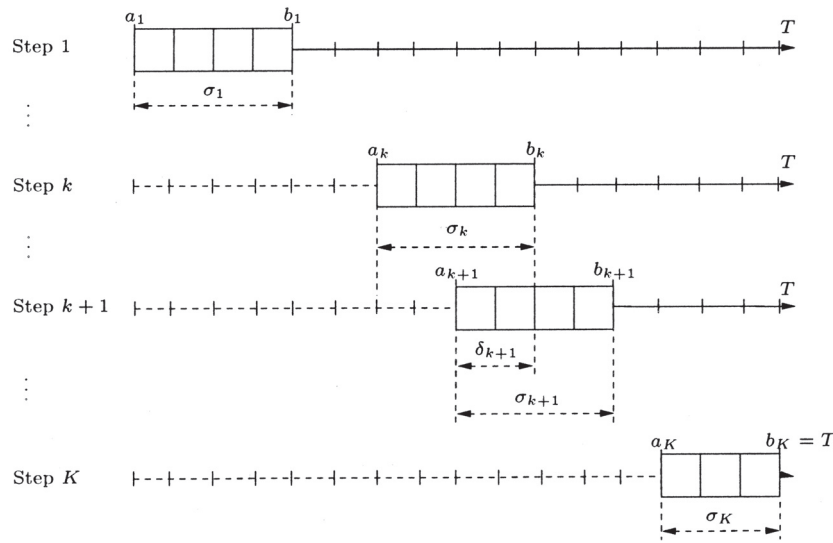 a₁ b₁
Step 1 T
σ₁
⋮
a_k b_k
Step k T
σ_k
⋮
a_{k+1} b_{k+1}
Step k + 1 T
δ_{k+1}
σ_{k+1}
⋮
a_K b_K = T
Step K
σ_K